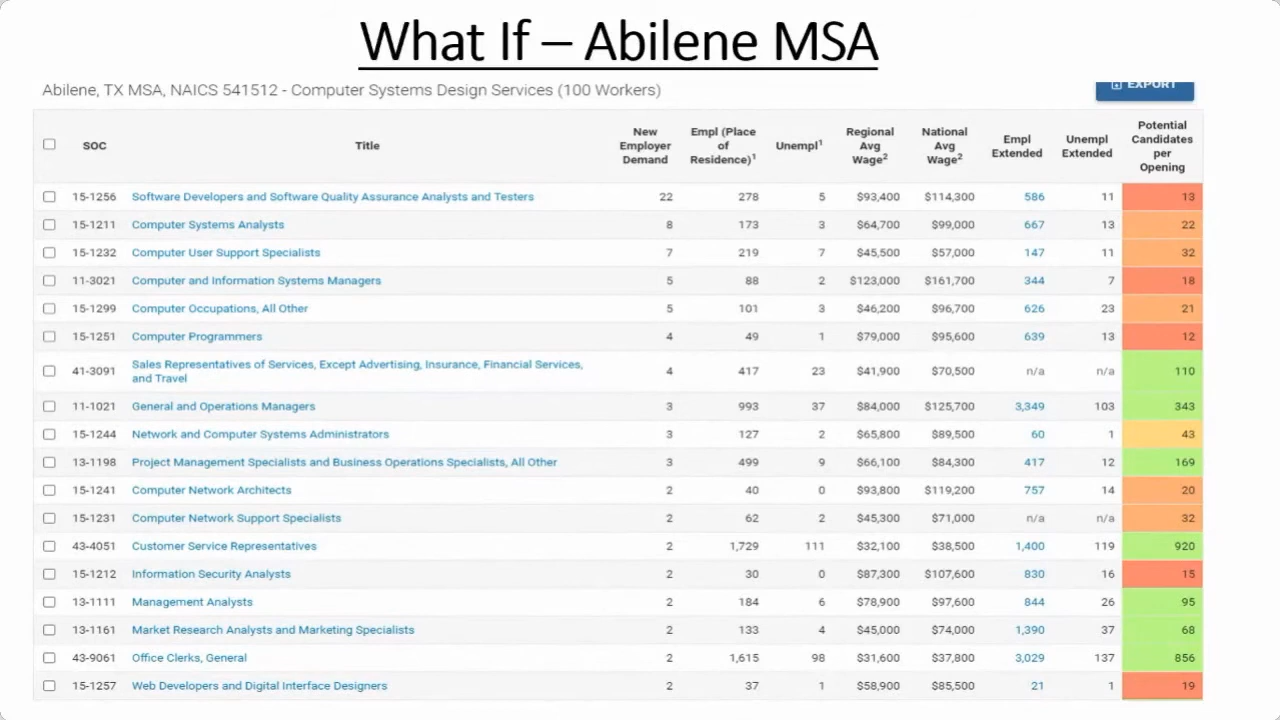 What If – Abilene MSA
Abilene, TX MSA, NAICS 541512 - Computer Systems Design Services (100 Workers)
EXPORT
SOC Title New Employer Demand Empl (Place of Residence)1 Unempl1 Regional Avg Wage2 National Avg Wage2 Empl Extended Unempl Extended Potential Candidates per Opening
15-1256 Software Developers and Software Quality Assurance Analysts and Testers 22 278 5 $93,400 $114,300 586 11 13
15-1211 Computer Systems Analysts 8 173 3 $64,700 $99,000 667 13 22
15-1232 Computer User Support Specialists 7 219 7 $45,500 $57,000 147 11 32
11-3021 Computer and Information Systems Managers 5 88 2 $123,000 $161,700 344 7 18
15-1299 Computer Occupations, All Other 5 101 3 $46,200 $96,700 626 23 21
15-1251 Computer Programmers 4 49 1 $79,000 $95,600 639 13 12
41-3091 Sales Representatives of Services, Except Advertising, Insurance, Financial Services, and Travel 4 417 23 $41,900 $70,500 n/a n/a 110
11-1021 General and Operations Managers 3 993 37 $84,000 $125,700 3,349 103 343
15-1244 Network and Computer Systems Administrators 3 127 2 $65,800 $89,500 60 1 43
13-1198 Project Management Specialists and Business Operations Specialists, All Other 3 499 9 $66,100 $84,300 417 12 169
15-1241 Computer Network Architects 2 40 0 $93,800 $119,200 757 14 20
15-1231 Computer Network Support Specialists 2 62 2 $45,300 $71,000 n/a n/a 32
43-4051 Customer Service Representatives 2 1,729 111 $32,100 $38,500 1,400 119 920
15-1212 Information Security Analysts 2 30 0 $87,300 $107,600 830 16 15
13-1111 Management Analysts 2 184 6 $78,900 $97,600 844 26 95
13-1161 Market Research Analysts and Marketing Specialists 2 133 4 $45,000 $74,000 1,390 37 68
43-9061 Office Clerks, General 2 1,615 98 $31,600 $37,800 3,029 137 856
15-1257 Web Developers and Digital Interface Designers 2 37 1 $58,900 $85,500 21 1 19